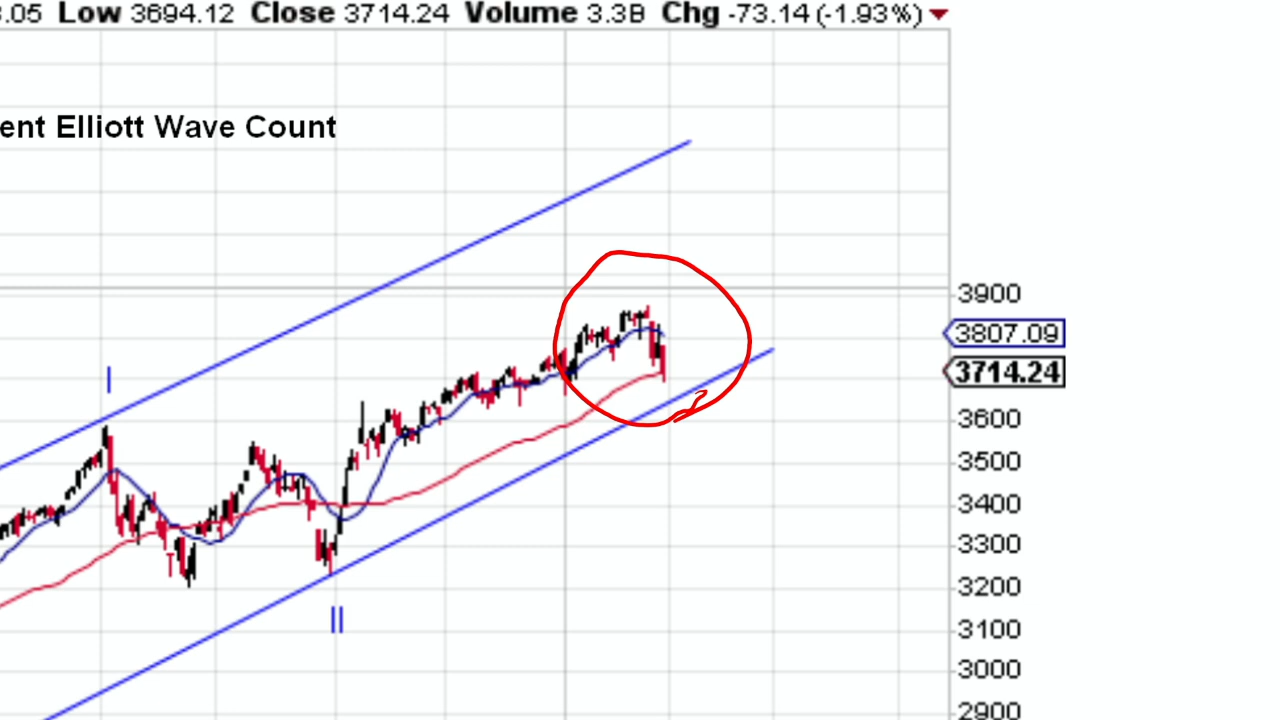 3.05 Low 3694.12 Close 3714.24 Volume 3.3B Chg -73.14 (-1.93%)
ent Elliott Wave Count
3900
3807.09
I
3714.24
3600
3500
3400
3300
3200
II
3100
3000
2900